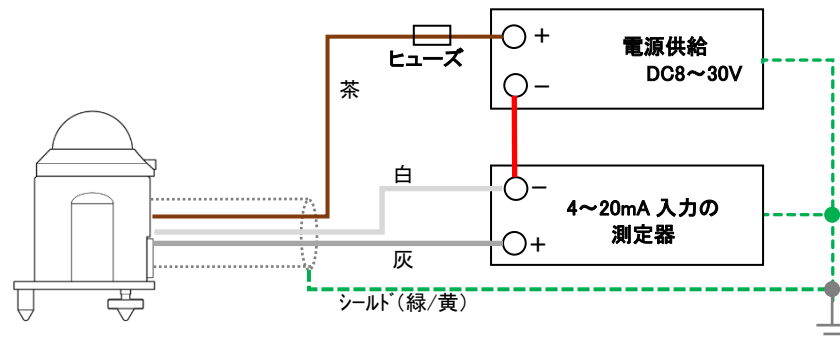 +
ヒューズ
電源供給
DC8～30V
−
茶
白
−
4～20mA 入力の
測定器
+
灰
ｼｰﾙﾄﾞ(緑/黄)